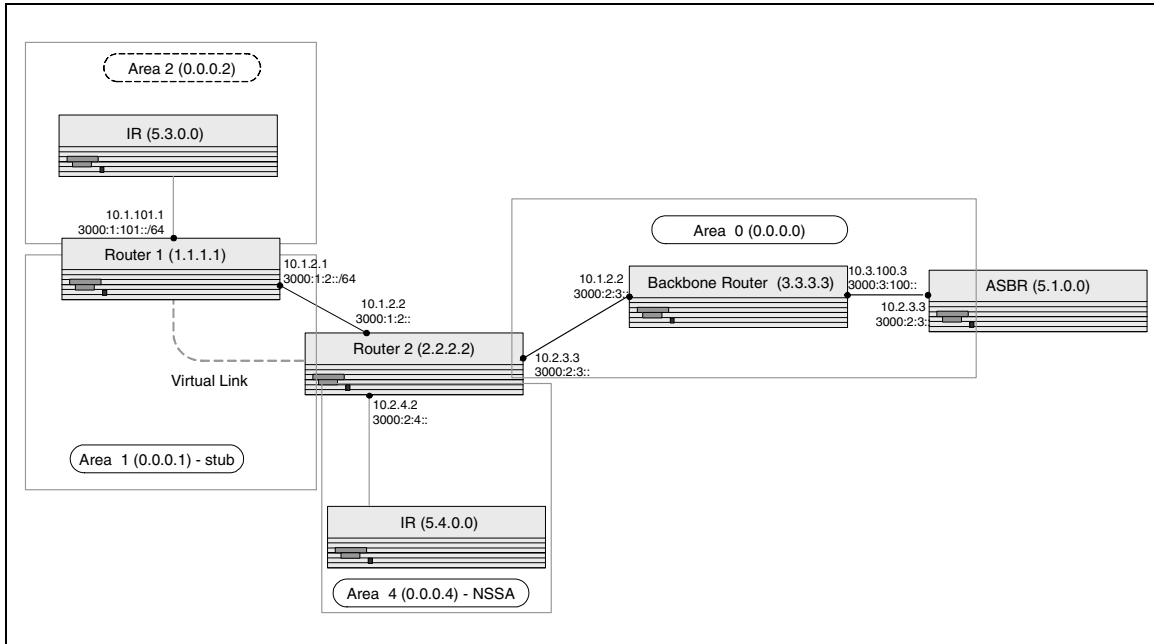 Area 2 (0.0.0.2)
IR (5.3.0.0)
10.1.101.1
3000:1:101::/64
Router 1 (1.1.1.1)
10.1.2.1
3000:1:2::/64
10.1.2.2
3000:1:2::
Router 2 (2.2.2.2)
Virtual Link
Area 1 (0.0.0.1) - stub
10.2.4.2
3000:2:4::
IR (5.4.0.0)
Area 4 (0.0.0.4) - NSSA
Area 0 (0.0.0.0)
10.1.2.2
3000:2:3::
10.2.3.3
3000:2:3::
Backbone Router (3.3.3.3)
10.3.100.3
3000:3:100::
10.2.3.3
3000:2:3::
ASBR (5.1.0.0)